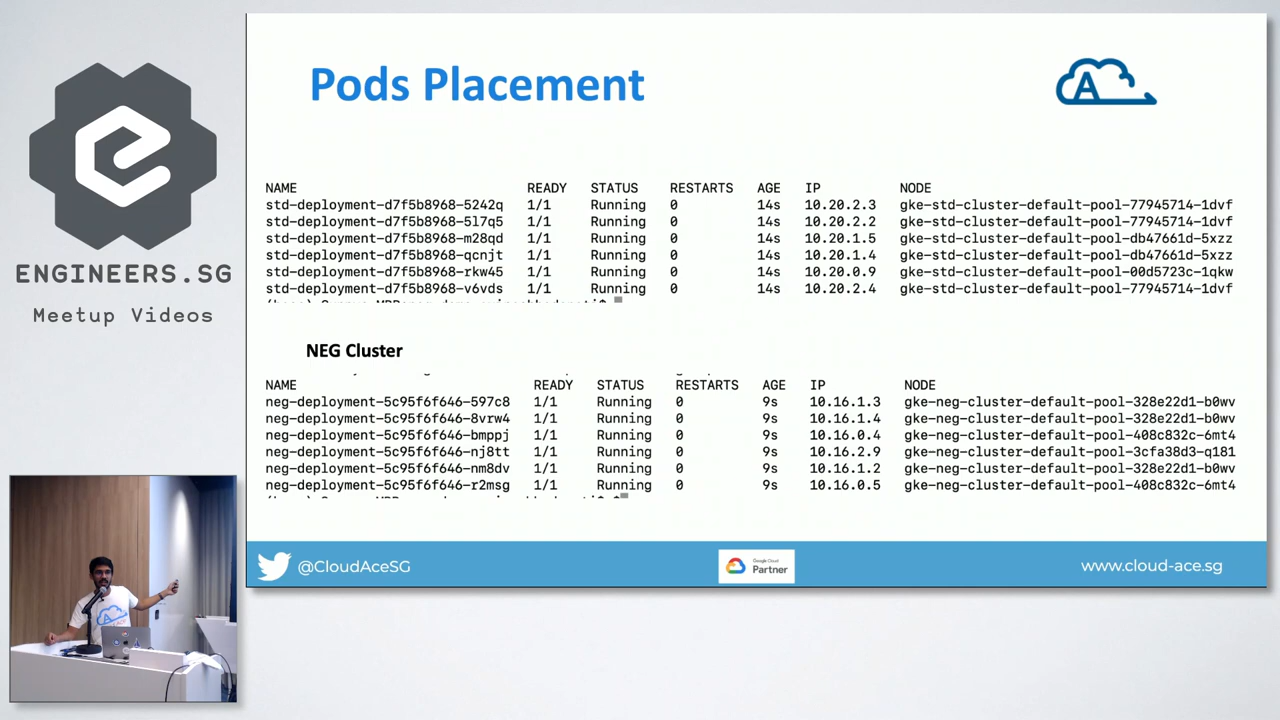 ENGINEERS.SG
Meetup Videos
Pods Placement
A
NAME READY STATUS RESTARTS AGE IP NODE
std-deployment-d7f5b8968-5242q 1/1 Running 0 14s 10.20.2.3 gke-std-cluster-default-pool-77945714-1dvf
std-deployment-d7f5b8968-5l7q5 1/1 Running 0 14s 10.20.2.2 gke-std-cluster-default-pool-77945714-1dvf
std-deployment-d7f5b8968-m28qd 1/1 Running 0 14s 10.20.1.5 gke-std-cluster-default-pool-db47661d-5xzz
std-deployment-d7f5b8968-qcnjt 1/1 Running 0 14s 10.20.1.4 gke-std-cluster-default-pool-db47661d-5xzz
std-deployment-d7f5b8968-rkw45 1/1 Running 0 14s 10.20.0.9 gke-std-cluster-default-pool-00d5723c-1qkw
std-deployment-d7f5b8968-v6vds 1/1 Running 0 14s 10.20.2.4 gke-std-cluster-default-pool-77945714-1dvf
NEG Cluster
NAME READY STATUS RESTARTS AGE IP NODE
neg-deployment-5c95f6f646-597c8 1/1 Running 0 9s 10.16.1.3 gke-neg-cluster-default-pool-328e22d1-b0wv
neg-deployment-5c95f6f646-8vrw4 1/1 Running 0 9s 10.16.1.4 gke-neg-cluster-default-pool-328e22d1-b0wv
neg-deployment-5c95f6f646-bmppj 1/1 Running 0 9s 10.16.0.4 gke-neg-cluster-default-pool-408c832c-6mt4
neg-deployment-5c95f6f646-nj8tt 1/1 Running 0 9s 10.16.2.9 gke-neg-cluster-default-pool-3cfa38d3-q181
neg-deployment-5c95f6f646-nm8dv 1/1 Running 0 9s 10.16.1.2 gke-neg-cluster-default-pool-328e22d1-b0wv
neg-deployment-5c95f6f646-r2msg 1/1 Running 0 9s 10.16.0.5 gke-neg-cluster-default-pool-408c832c-6mt4
@CloudAceSG
Google Cloud
Partner
www.cloud-ace.sg